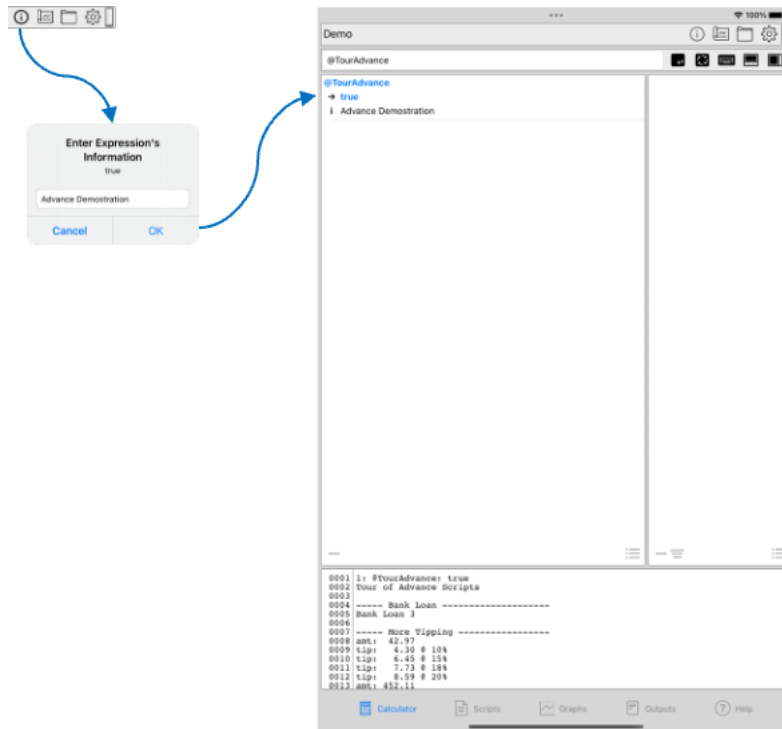 Enter Expression's
Information
true
Advance Demostration
Cancel OK
100%
Demo
@TourAdvance
@TourAdvance
→ true
i Advance Demostration
0001 1: @TourAdvance: true
0002 Tour of Advance Scripts
0003
0004 ----- Bank Loan --------------------
0005 Bank Loan 3
0006
0007 ----- More Tipping -----------------
0008 amt: 42.97
0009 tip: 4.30 @ 10%
0010 tip: 6.45 @ 15%
0011 tip: 7.73 @ 18%
0012 tip: 8.59 @ 20%
0013 amt: 452.11
Calculator Scripts Graphs Outputs Help